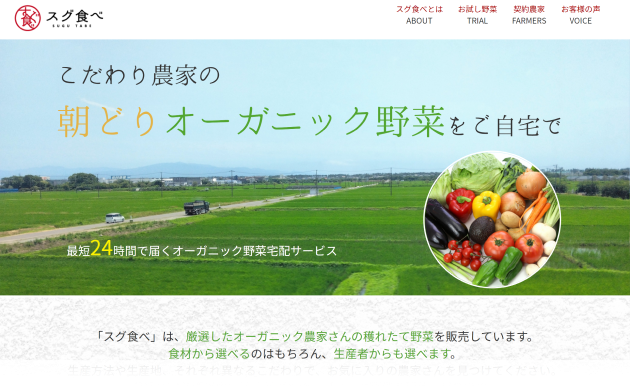 すぐ食べ
スグ食べ
SUGU TABE
スグ食べとは お試し野菜 契約農家 お客様の声
ABOUT TRIAL FARMERS VOICE
こだわり農家の
朝どりオーガニック野菜をご自宅で
最短24時間で届くオーガニック野菜宅配サービス
「スグ食べ」は、厳選したオーガニック農家さんの穫れたて野菜を販売しています。
食材から選べるのはもちろん、生産者からも選べます。